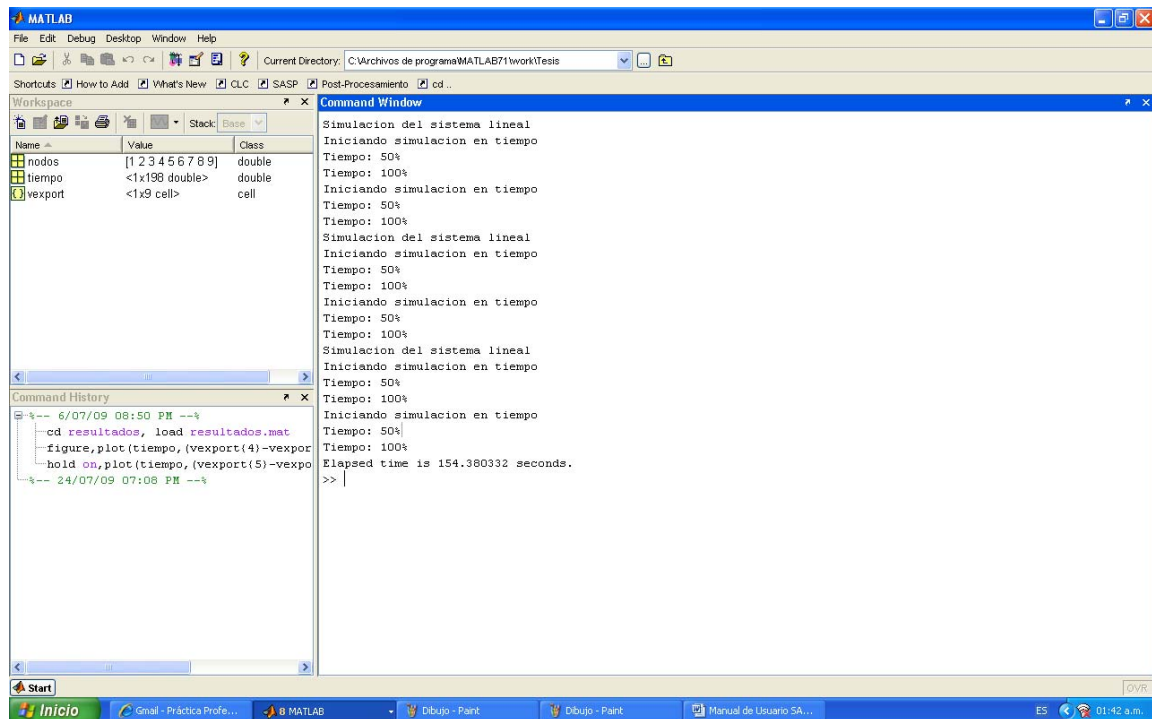 MATLAB
File Edit Debug Desktop Window Help
Current Directory: C:\Archivos de programa\MATLAB71\work\Tesis
Shortcuts How to Add What's New CLC SASP Post-Procesamiento cd ..
Workspace
Stack: Base
Name Value Class
nodos [1 2 3 4 5 6 7 8 9] double
tiempo <1x198 double> double
vexport <1x9 cell> cell
Command History
%-- 6/07/09 08:50 PM --%
cd resultados, load resultados.mat
figure,plot(tiempo,(vexport{4}-vexpor
hold on,plot(tiempo,(vexport{5}-vexpo
%-- 24/07/09 07:08 PM --%
Command Window
Simulacion del sistema lineal
Iniciando simulacion en tiempo
Tiempo: 50%
Tiempo: 100%
Iniciando simulacion en tiempo
Tiempo: 50%
Tiempo: 100%
Simulacion del sistema lineal
Iniciando simulacion en tiempo
Tiempo: 50%
Tiempo: 100%
Iniciando simulacion en tiempo
Tiempo: 50%
Tiempo: 100%
Simulacion del sistema lineal
Iniciando simulacion en tiempo
Tiempo: 50%
Tiempo: 100%
Iniciando simulacion en tiempo
Tiempo: 50%
Tiempo: 100%
Elapsed time is 154.380332 seconds.
>>
Start
OVR
Inicio Gmail - Práctica Profe... 8 MATLAB Dibujo - Paint Dibujo - Paint Manual de Usuario SA... ES 01:42 a.m.